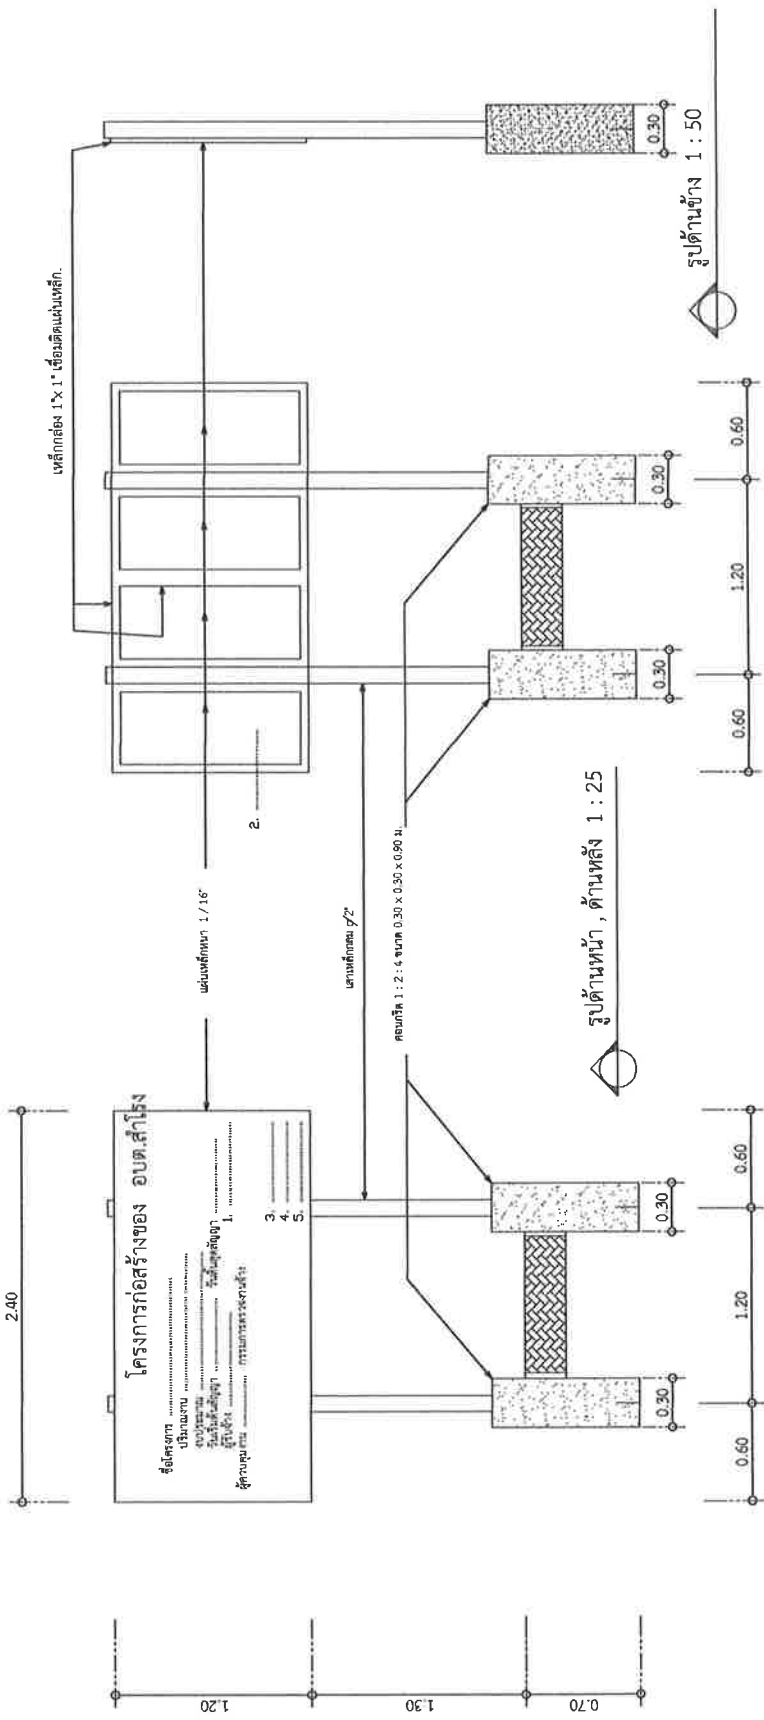 2.40
โครงการก่อสร้างของ อบต.สำโรง
ชื่อโครงการ
ปริมาณงาน
งบประมาณ
วันเริ่มต้นสัญญา
วันสิ้นสุดสัญญา
ผู้รับจ้าง
ผู้ควบคุมงาน
กรรมการตรวจงานจ้าง
1.
2.
3.
4.
5.
แผ่นเหล็กหนา 1/16"
เหล็กกล่อง 1"x 1" เชื่อมติดแผ่นเหล็ก.
เสาเหล็กกลม
คอนกรีต 1 : 2 : 4 ขนาด 0.30 x 0.30 x 0.90 ม.
1.20
1.30
0.70
0.30
0.30
0.60
1.20
0.60
0.30
0.30
0.60
1.20
0.60
0.30
รูปด้านหน้า , ด้านหลัง 1 : 25
รูปด้านข้าง 1 : 50